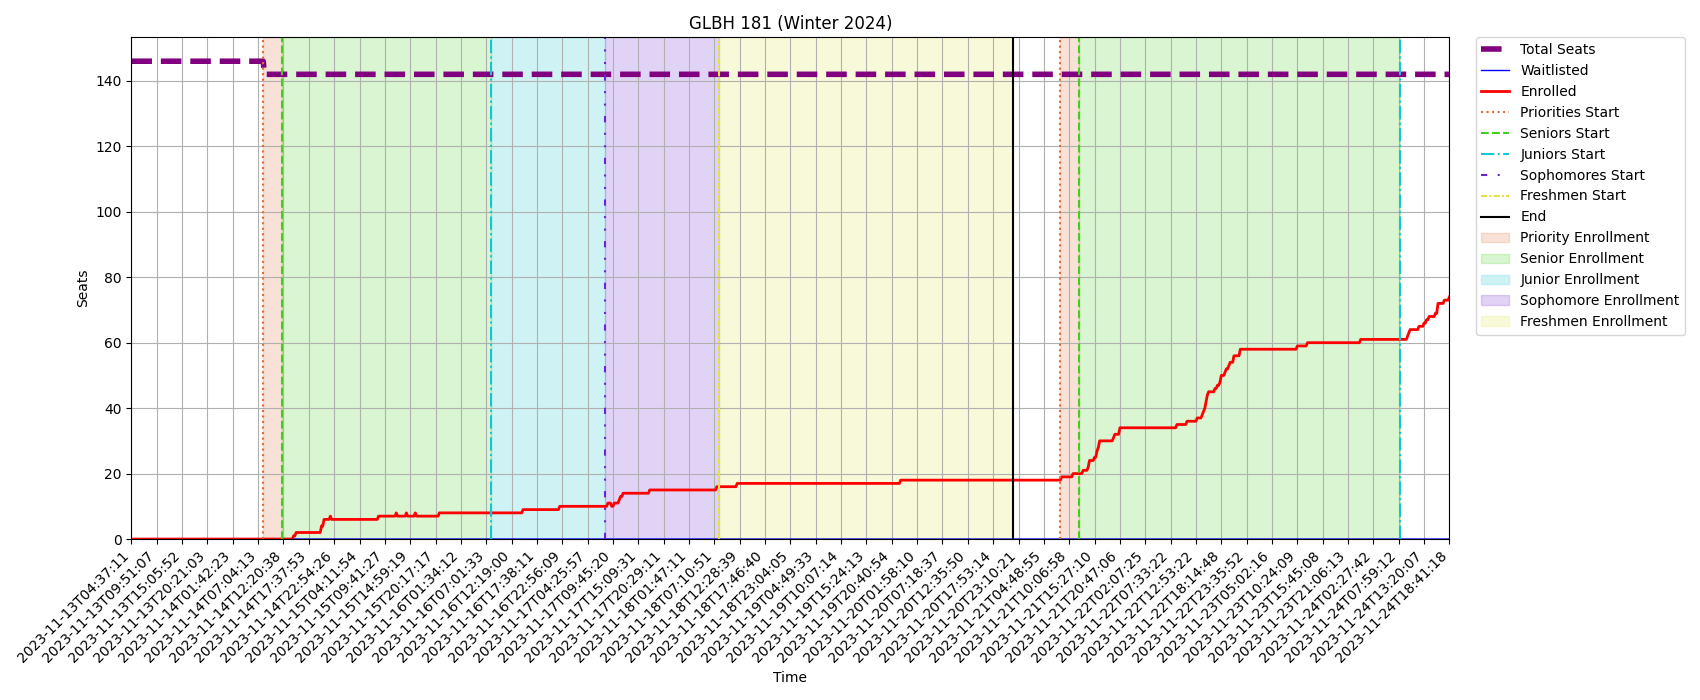 GLBH 181 (Winter 2024)
Total Seats
Waitlisted
Enrolled
Priorities Start
Seniors Start
Juniors Start
Sophomores Start
Freshmen Start
End
Priority Enrollment
Senior Enrollment
Junior Enrollment
Sophomore Enrollment
Freshmen Enrollment
Seats
140
120
100
80
60
40
20
0
2023-11-13T04:37:11
2023-11-13T09:51:07
2023-11-13T15:05:52
2023-11-13T20:21:03
2023-11-14T01:42:23
2023-11-14T07:04:13
2023-11-14T12:20:38
2023-11-14T17:37:53
2023-11-14T22:54:26
2023-11-15T04:11:54
2023-11-15T09:41:27
2023-11-15T14:59:19
2023-11-15T20:17:17
2023-11-16T01:34:12
2023-11-16T07:01:33
2023-11-16T12:19:00
2023-11-16T17:38:11
2023-11-16T22:56:09
2023-11-17T04:25:57
2023-11-17T09:45:20
2023-11-17T15:09:31
2023-11-17T20:29:11
2023-11-18T01:47:11
2023-11-18T07:10:51
2023-11-18T12:28:39
2023-11-18T17:46:40
2023-11-18T23:04:05
2023-11-19T04:49:33
2023-11-19T10:07:14
2023-11-19T15:24:13
2023-11-19T20:40:54
2023-11-20T01:58:10
2023-11-20T07:18:37
2023-11-20T12:35:50
2023-11-20T17:53:14
2023-11-20T23:10:21
2023-11-21T04:48:55
2023-11-21T10:06:58
2023-11-21T15:27:10
2023-11-21T20:47:06
2023-11-22T02:07:25
2023-11-22T07:33:22
2023-11-22T12:53:22
2023-11-22T18:14:48
2023-11-22T23:35:52
2023-11-23T05:02:16
2023-11-23T10:24:09
2023-11-23T15:45:08
2023-11-23T21:06:13
2023-11-24T02:27:42
2023-11-24T07:59:12
2023-11-24T13:20:07
2023-11-24T18:41:18
Time